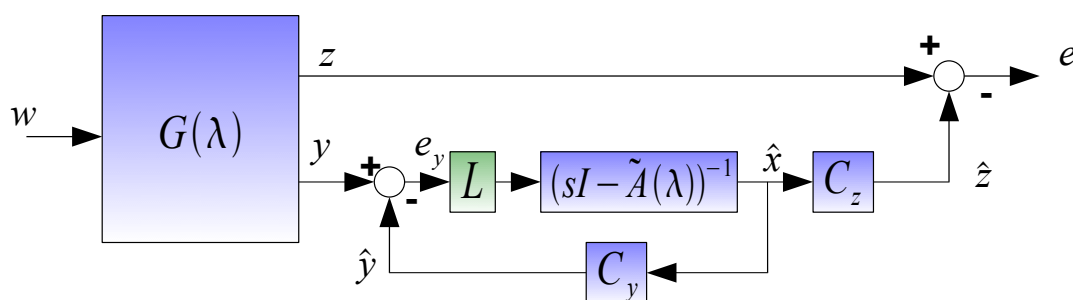 w
G(λ)
z
y
+
-
e_y
L
(sI − Ã(λ))⁻¹
x̂
C_z
ẑ
+
-
e
ŷ
C_y